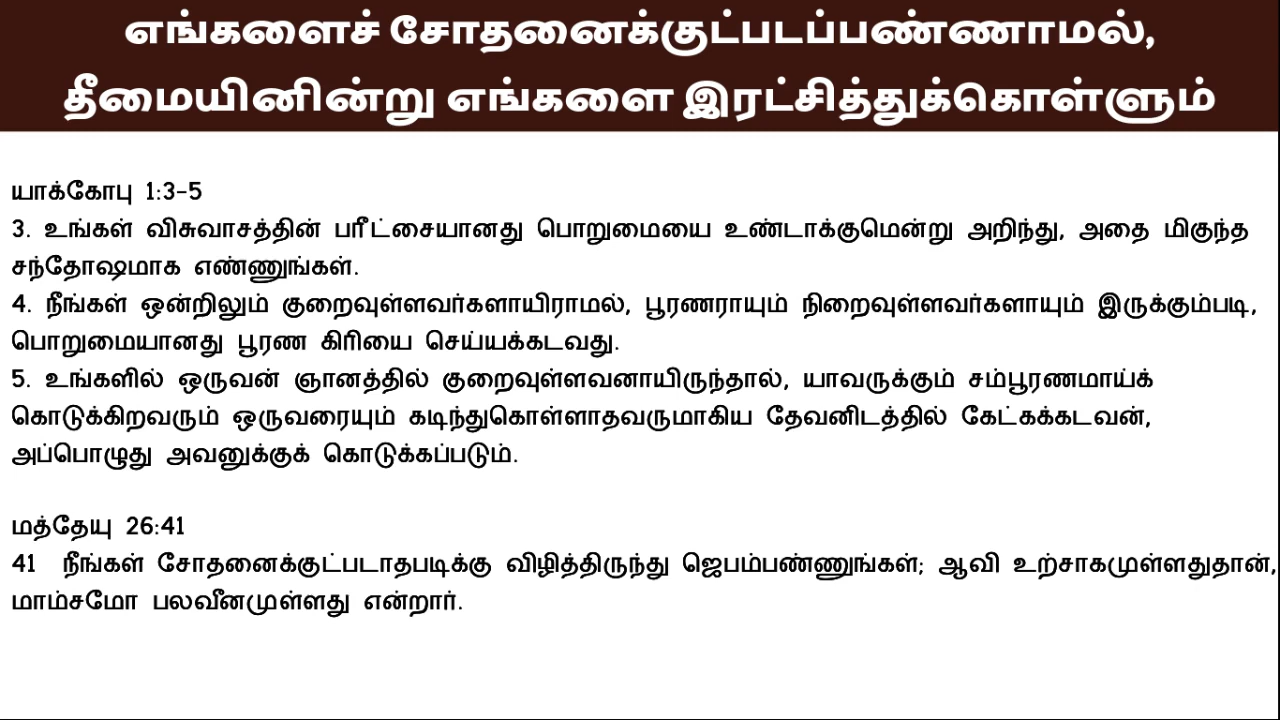 எங்களைச் சோதனைக்குட்படப்பண்ணாமல்,
தீமையினின்று எங்களை இரட்சித்துக்கொள்ளும்
யாக்கோபு 1:3-5
3. உங்கள் விசுவாசத்தின் பரீட்சையானது பொறுமையை உண்டாக்குமென்று அறிந்து, அதை மிகுந்த
சந்தோஷமாக எண்ணுங்கள்.
4. நீங்கள் ஒன்றிலும் குறைவுள்ளவர்களாயிராமல், பூரணராயும் நிறைவுள்ளவர்களாயும் இருக்கும்படி,
பொறுமையானது பூரண கிரியை செய்யக்கடவது.
5. உங்களில் ஒருவன் ஞானத்தில் குறைவுள்ளவனாயிருந்தால், யாவருக்கும் சம்பூரணமாய்க்
கொடுக்கிறவரும் ஒருவரையும் கடிந்துகொள்ளாதவருமாகிய தேவனிடத்தில் கேட்கக்கடவன்,
அப்பொழுது அவனுக்குக் கொடுக்கப்படும்.
மத்தேயு 26:41
41 நீங்கள் சோதனைக்குட்படாதபடிக்கு விழித்திருந்து ஜெபம்பண்ணுங்கள்; ஆவி உற்சாகமுள்ளதுதான்,
மாம்சமோ பலவீனமுள்ளது என்றார்.